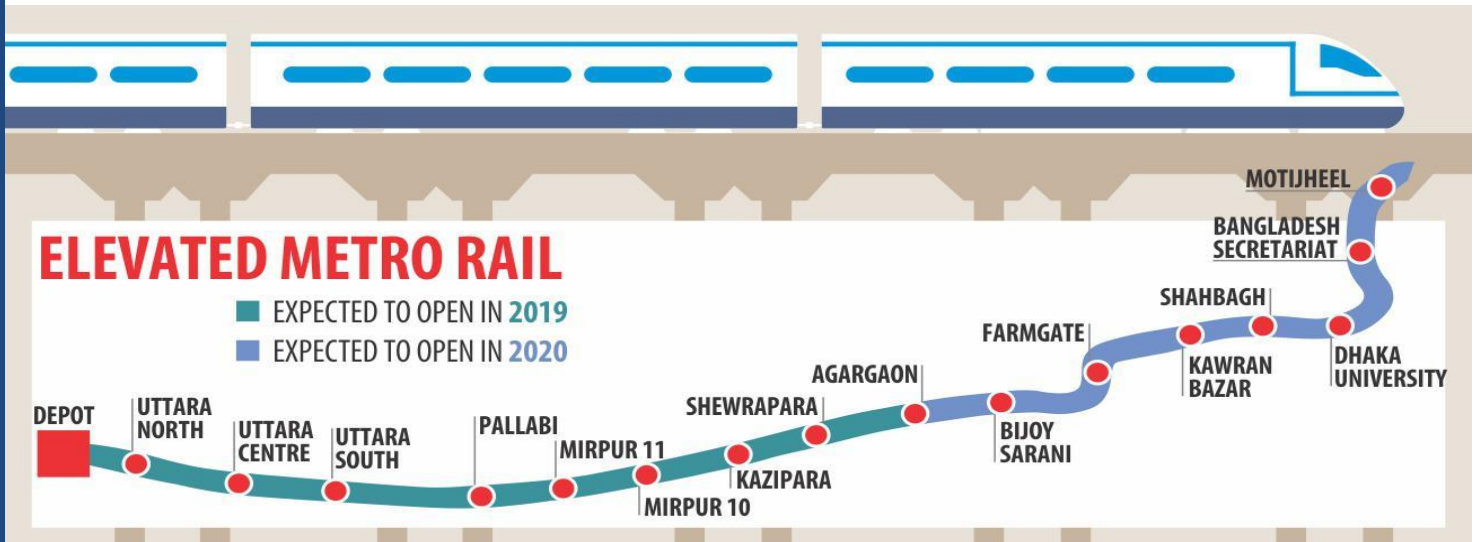 ELEVATED METRO RAIL
EXPECTED TO OPEN IN 2019
EXPECTED TO OPEN IN 2020
DEPOT
UTTARA
NORTH
UTTARA
CENTRE
UTTARA
SOUTH
PALLABI
MIRPUR 11
MIRPUR 10
KAZIPARA
SHEWRAPARA
AGARGAON
BIJOY
SARANI
FARMGATE
KAWRAN
BAZAR
SHAHBAGH
DHAKA
UNIVERSITY
BANGLADESH
SECRETARIAT
MOTIJHEEL